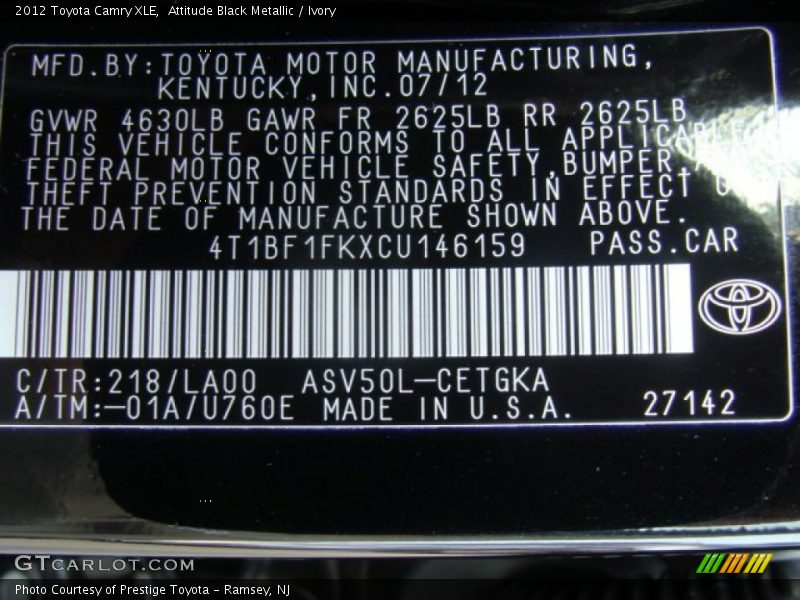 2012 Toyota Camry XLE,  Attitude Black Metallic / Ivory
MFD.BY:TOYOTA MOTOR MANUFACTURING,
KENTUCKY,INC.07/12
GVWR 4630LB GAWR FR 2625LB RR 2625LB
THIS VEHICLE CONFORMS TO ALL APPLICABLE
FEDERAL MOTOR VEHICLE SAFETY,BUMPER,
THEFT PREVENTION STANDARDS IN EFFECT
THE DATE OF MANUFACTURE SHOWN ABOVE.
4T1BF1FKXCU146159 PASS.CAR
C/TR:218/LA00 ASV50L-CETGKA
A/TM:-01A/U760E MADE IN U.S.A. 27142
GTCARLOT.COM
Photo Courtesy of Prestige Toyota - Ramsey, NJ